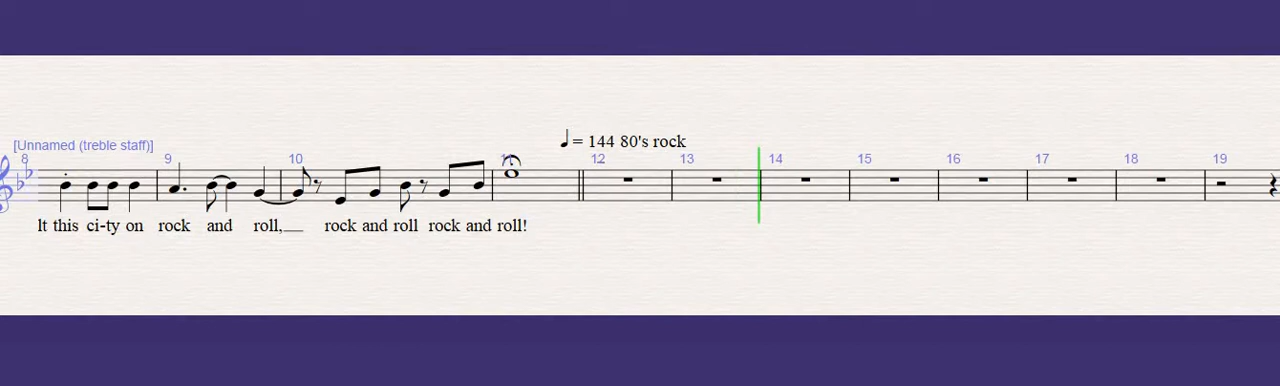 = 144 80's rock
[Unnamed (treble staff)]
8 9 10 11 12 13 14 15 16 17 18 19
lt this ci-ty on rock and roll,__ rock and roll rock and roll!